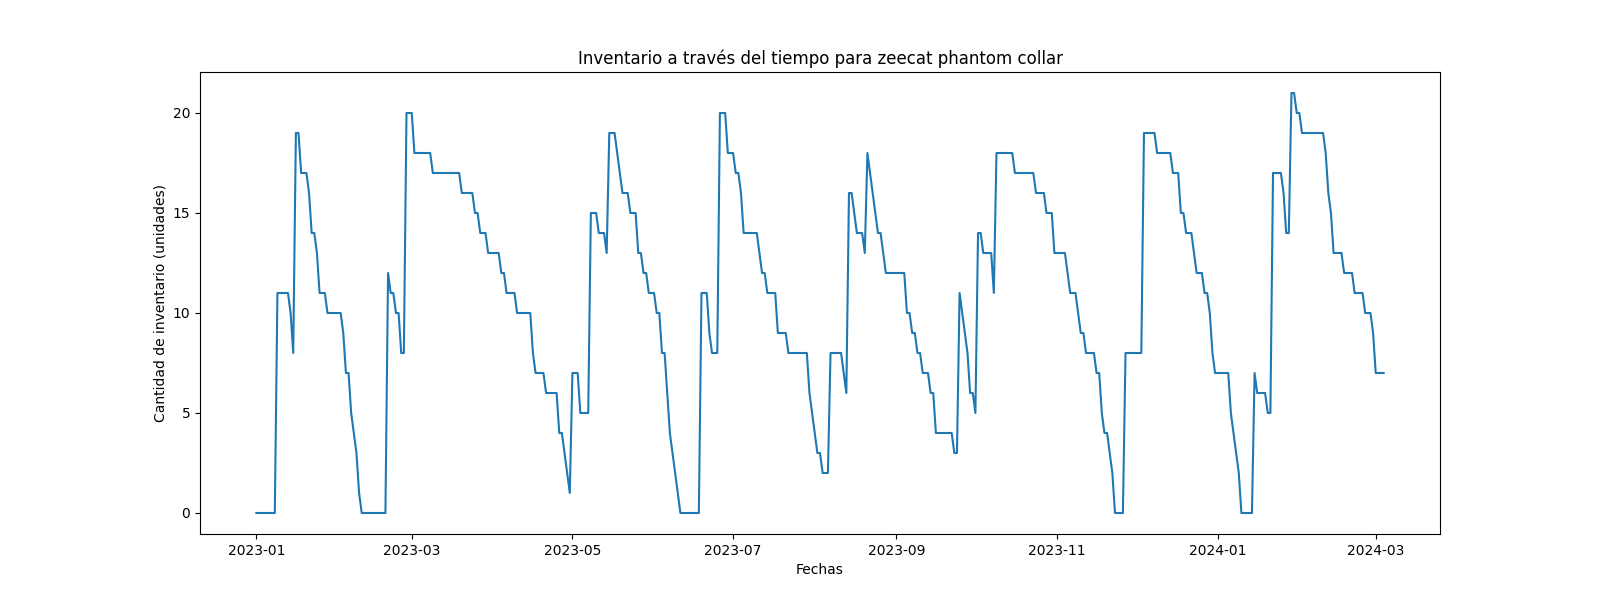 Inventario a través del tiempo para zeecat phantom collar
Cantidad de inventario (unidades)
20
15
10
5
0
2023-01 2023-03 2023-05 2023-07 2023-09 2023-11 2024-01 2024-03
Fechas